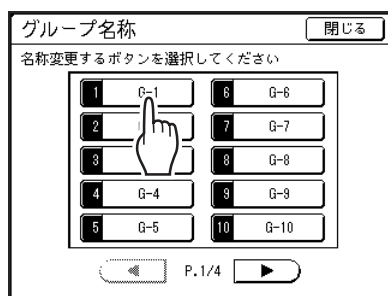 グループ名称 閉じる
名称変更するボタンを選択してください
1 G-1 6 G-6
2 7 G-7
3 8 G-8
4 G-4 9 G-9
5 G-5 10 G-10
P.1/4